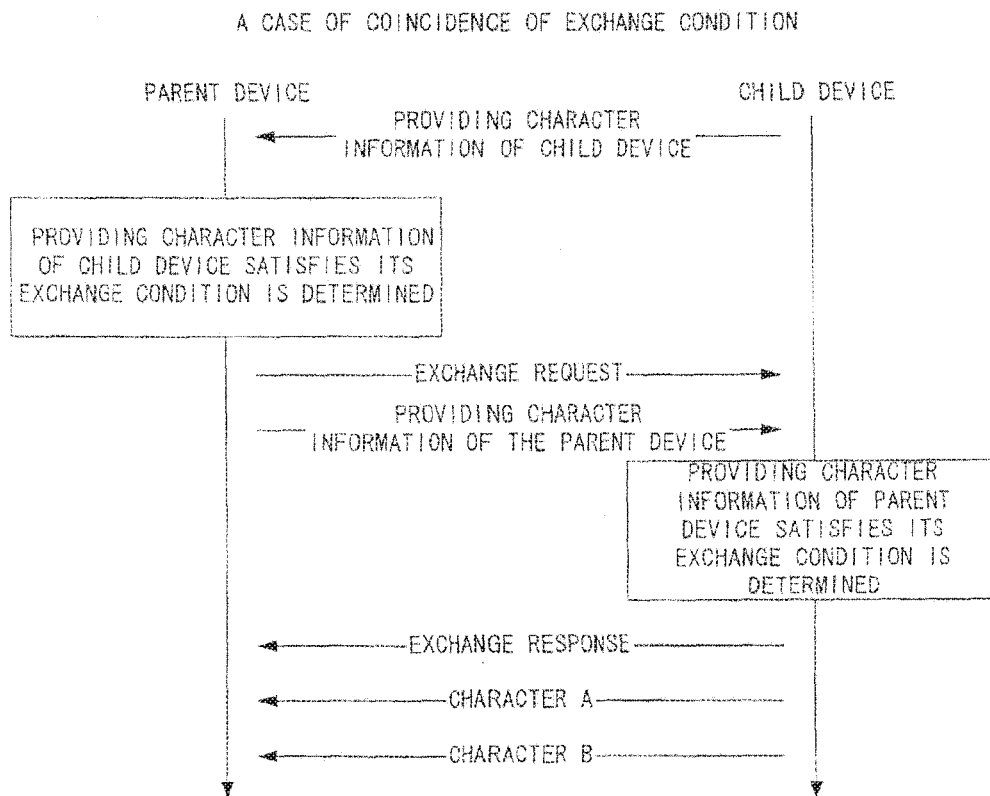 A CASE OF COINCIDENCE OF EXCHANGE CONDITION
PARENT DEVICE
CHILD DEVICE
PROVIDING CHARACTER
INFORMATION OF CHILD DEVICE
PROVIDING CHARACTER INFORMATION
OF CHILD DEVICE SATISFIES ITS
EXCHANGE CONDITION IS DETERMINED
EXCHANGE REQUEST
PROVIDING CHARACTER
INFORMATION OF THE PARENT DEVICE
PROVIDING CHARACTER
INFORMATION OF PARENT
DEVICE SATISFIES ITS
EXCHANGE CONDITION IS
DETERMINED
EXCHANGE RESPONSE
CHARACTER A
CHARACTER B